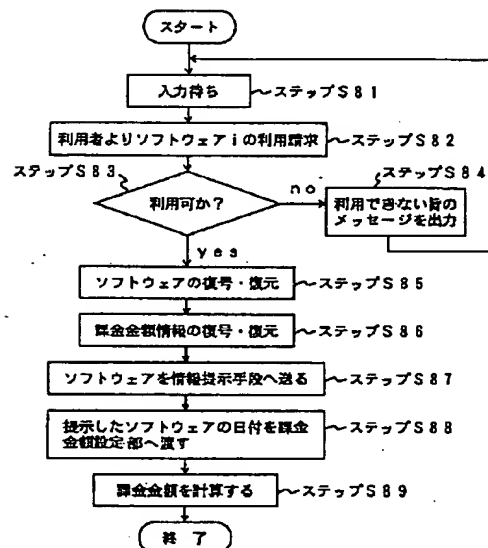 スタート
入力待ち
ステップS81
利用者よりソフトウェアiの利用請求
ステップS82
ステップS83
利用可か?
no
ステップS84
利用できない旨の
メッセージを出力
yes
ソフトウェアの復号・復元
ステップS85
課金金額情報の復号・復元
ステップS86
ソフトウェアを情報提示手段へ送る
ステップS87
提示したソフトウェアの日付を課金
金額設定部へ渡す
ステップS88
課金金額を計算する
ステップS89
終了